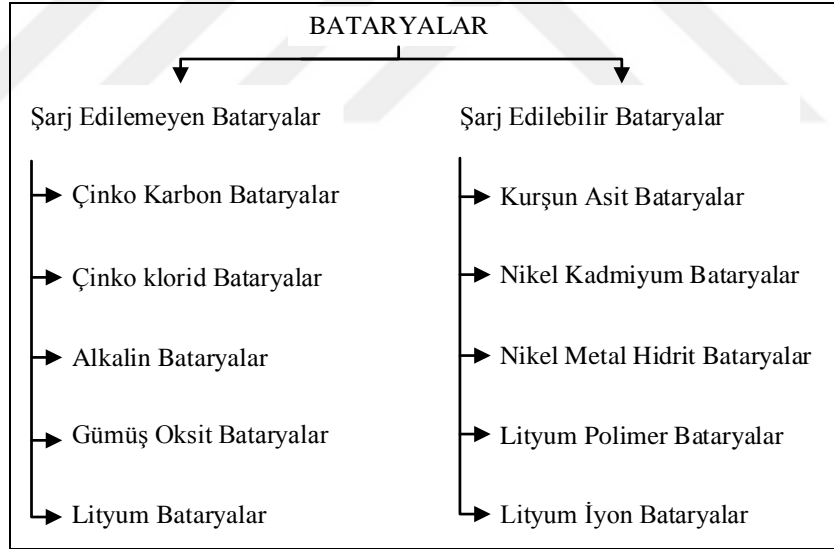 BATARYALAR
Şarj Edilemeyen Bataryalar
Çinko Karbon Bataryalar
Çinko klorid Bataryalar
Alkalin Bataryalar
Gümüş Oksit Bataryalar
Lityum Bataryalar
Şarj Edilebilir Bataryalar
Kurşun Asit Bataryalar
Nikel Kadmiyum Bataryalar
Nikel Metal Hidrit Bataryalar
Lityum Polimer Bataryalar
Lityum İyon Bataryalar